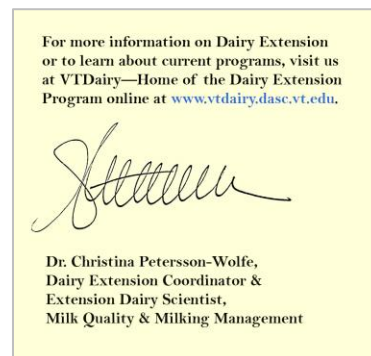 For more information on Dairy Extension
or to learn about current programs, visit us
at VTDairy—Home of the Dairy Extension
Program online at www.vtdairy.dasc.vt.edu.
Dr. Christina Petersson-Wolfe,
Dairy Extension Coordinator &
Extension Dairy Scientist,
Milk Quality & Milking Management